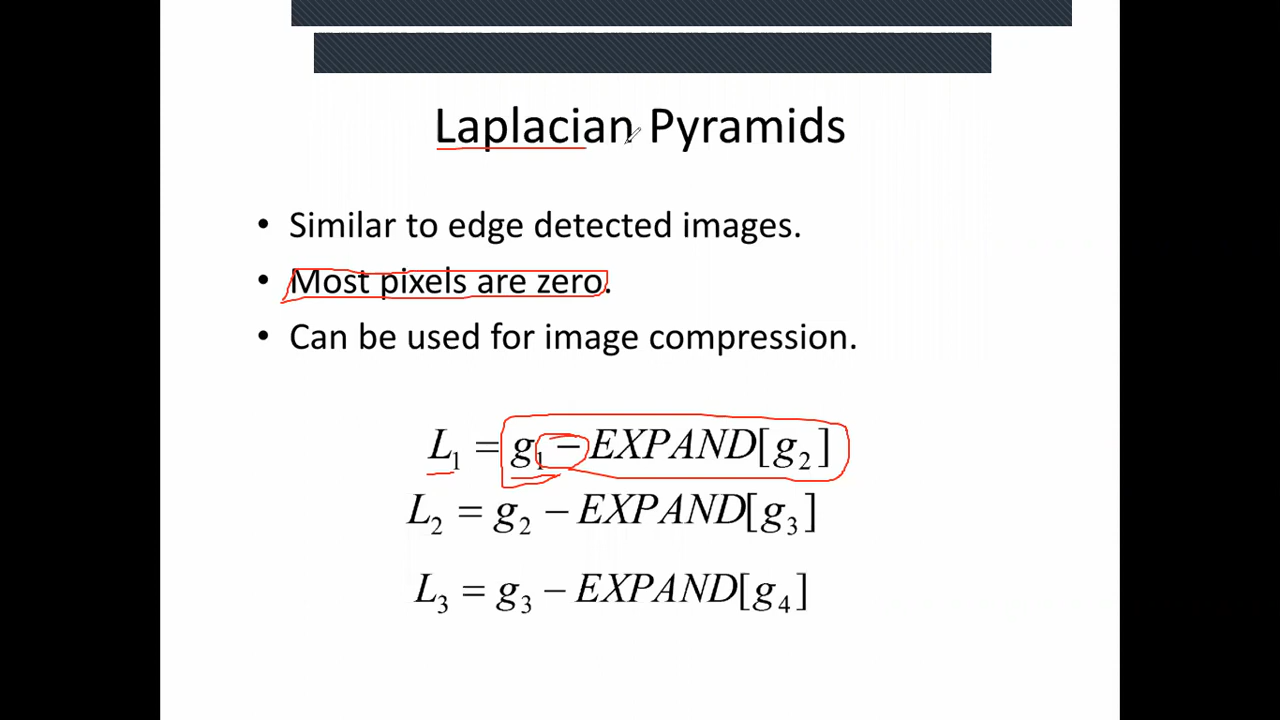 Laplacian Pyramids
• Similar to edge detected images.
• Most pixels are zero.
• Can be used for image compression.
L₁ = g₁ − EXPAND[g₂]
L₂ = g₂ − EXPAND[g₃]
L₃ = g₃ − EXPAND[g₄]